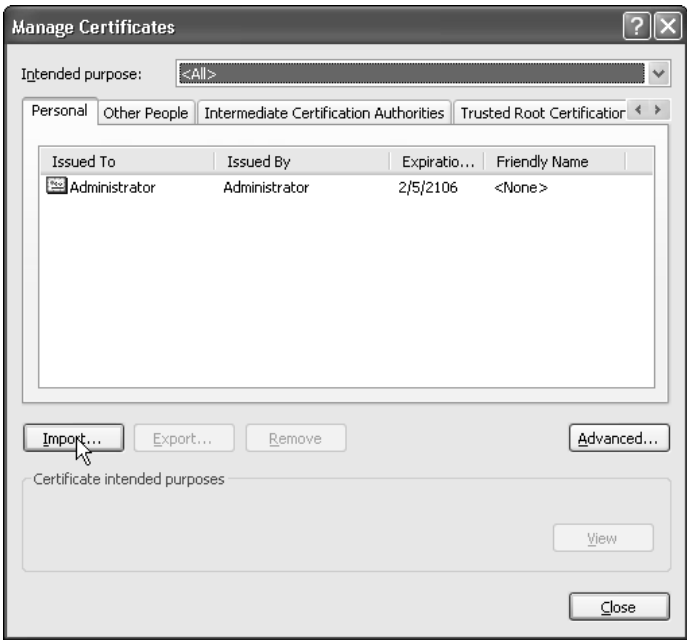 Manage Certificates
Intended purpose: <All>
Personal Other People Intermediate Certification Authorities Trusted Root Certification
Issued To Issued By Expiratio... Friendly Name
Administrator Administrator 2/5/2106 <None>
Import... Export... Remove Advanced...
Certificate intended purposes
View
Close